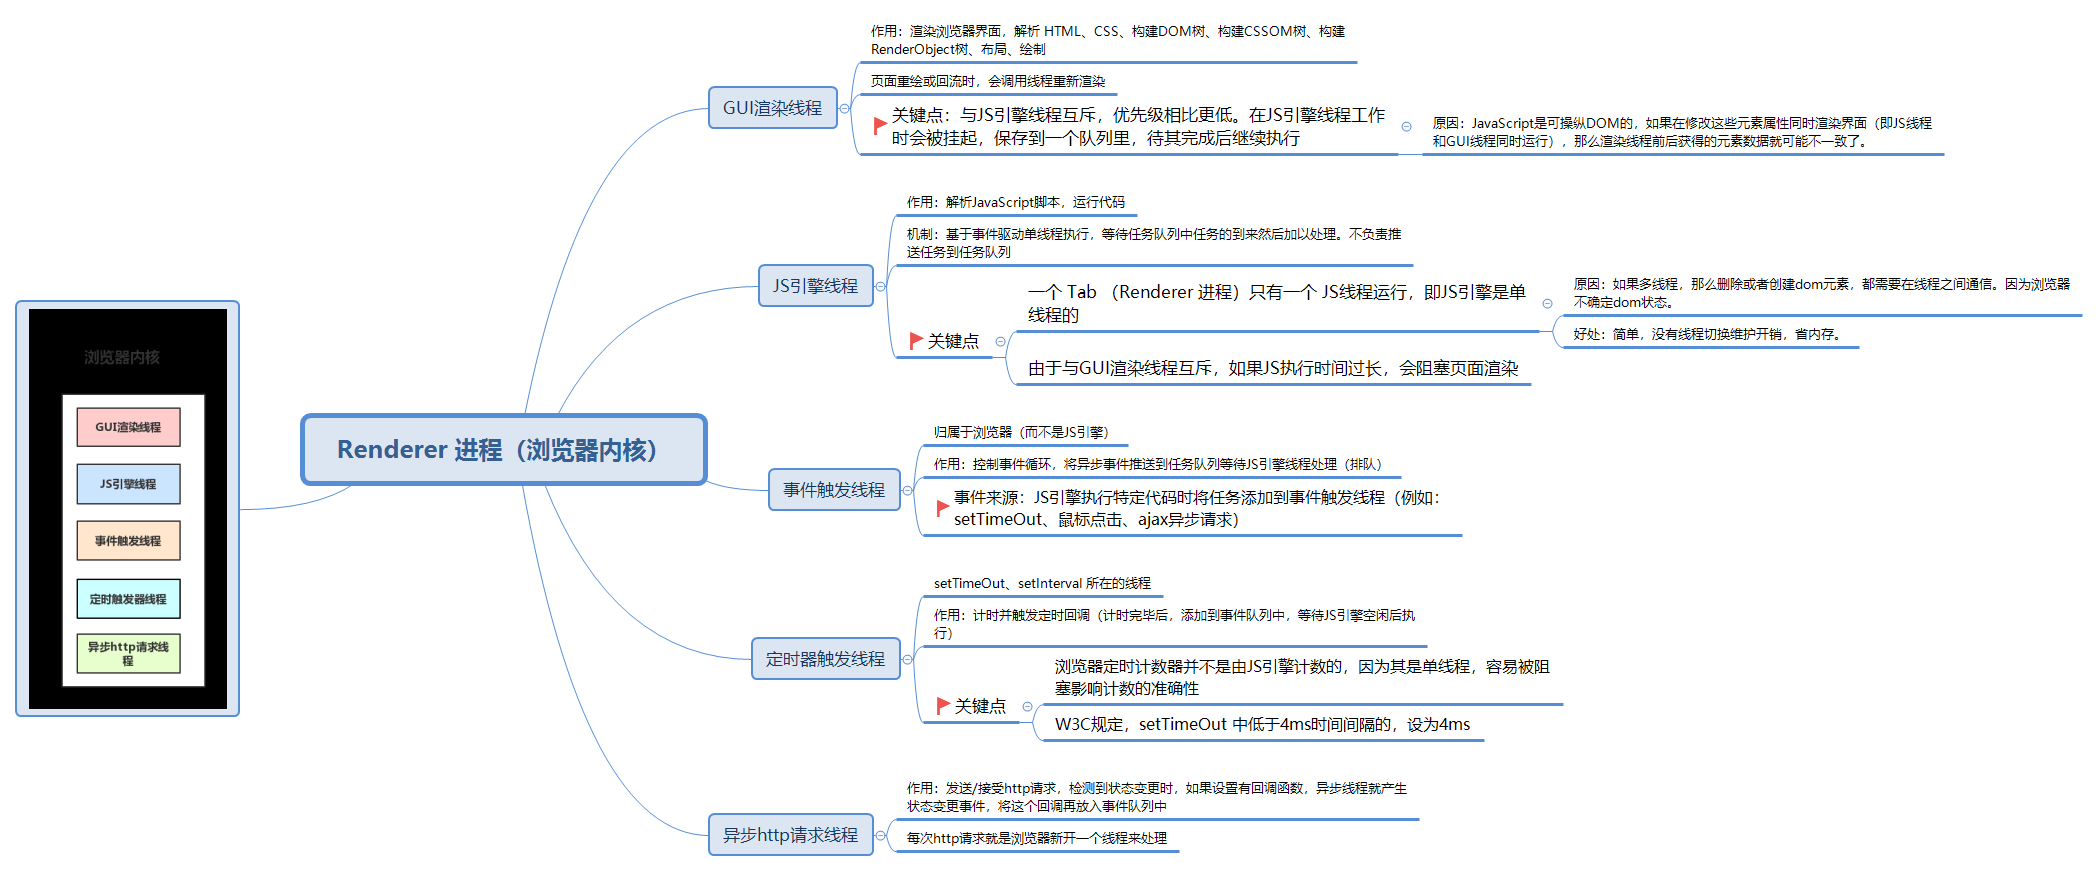 作用：渲染浏览器界面，解析 HTML、CSS、构建DOM树、构建CSSOM树、构建
RenderObject树、布局、绘制
页面重绘或回流时，会调用线程重新渲染
GUI渲染线程
关键点：与JS引擎线程互斥，优先级相比更低。在JS引擎线程工作
时会被挂起，保存到一个队列里，待其完成后继续执行
原因：JavaScript是可操纵DOM的，如果在修改这些元素属性同时渲染界面（即JS线程
和GUI线程同时运行），那么渲染线程前后获得的元素数据就可能不一致了。
作用：解析JavaScript脚本，运行代码
机制：基于事件驱动单线程执行，等待任务队列中任务的到来然后加以处理。不负责推
送任务到任务队列
JS引擎线程
关键点
一个 Tab （Renderer 进程）只有一个 JS线程运行，即JS引擎是单
线程的
原因：如果多线程，那么删除或者创建dom元素，都需要在线程之间通信。因为浏览器
不确定dom状态。
好处：简单，没有线程切换维护开销，省内存。
由于与GUI渲染线程互斥，如果JS执行时间过长，会阻塞页面渲染
浏览器内核
GUI渲染线程
JS引擎线程
事件触发线程
定时触发器线程
异步http请求线
程
Renderer 进程（浏览器内核）
归属于浏览器（而不是JS引擎）
作用：控制事件循环，将异步事件推送到任务队列等待JS引擎线程处理（排队）
事件触发线程
事件来源：JS引擎执行特定代码时将任务添加到事件触发线程（例如：
setTimeOut、鼠标点击、ajax异步请求）
setTimeOut、setInterval 所在的线程
作用：计时并触发定时回调（计时完毕后，添加到事件队列中，等待JS引擎空闲后执
行）
定时器触发线程
关键点
浏览器定时计数器并不是由JS引擎计数的，因为其是单线程，容易被阻
塞影响计数的准确性
W3C规定，setTimeOut 中低于4ms时间间隔的，设为4ms
作用：发送/接受http请求，检测到状态变更时，如果设置有回调函数，异步线程就产生
状态变更事件，将这个回调再放入事件队列中
异步http请求线程
每次http请求就是浏览器新开一个线程来处理